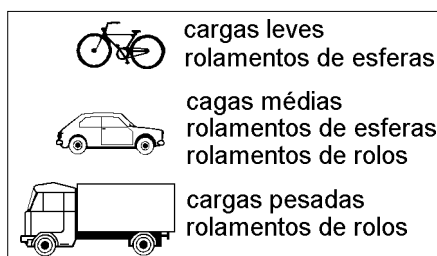 cargas leves
rolamentos de esferas
cagas médias
rolamentos de esferas
rolamentos de rolos
cargas pesadas
rolamentos de rolos